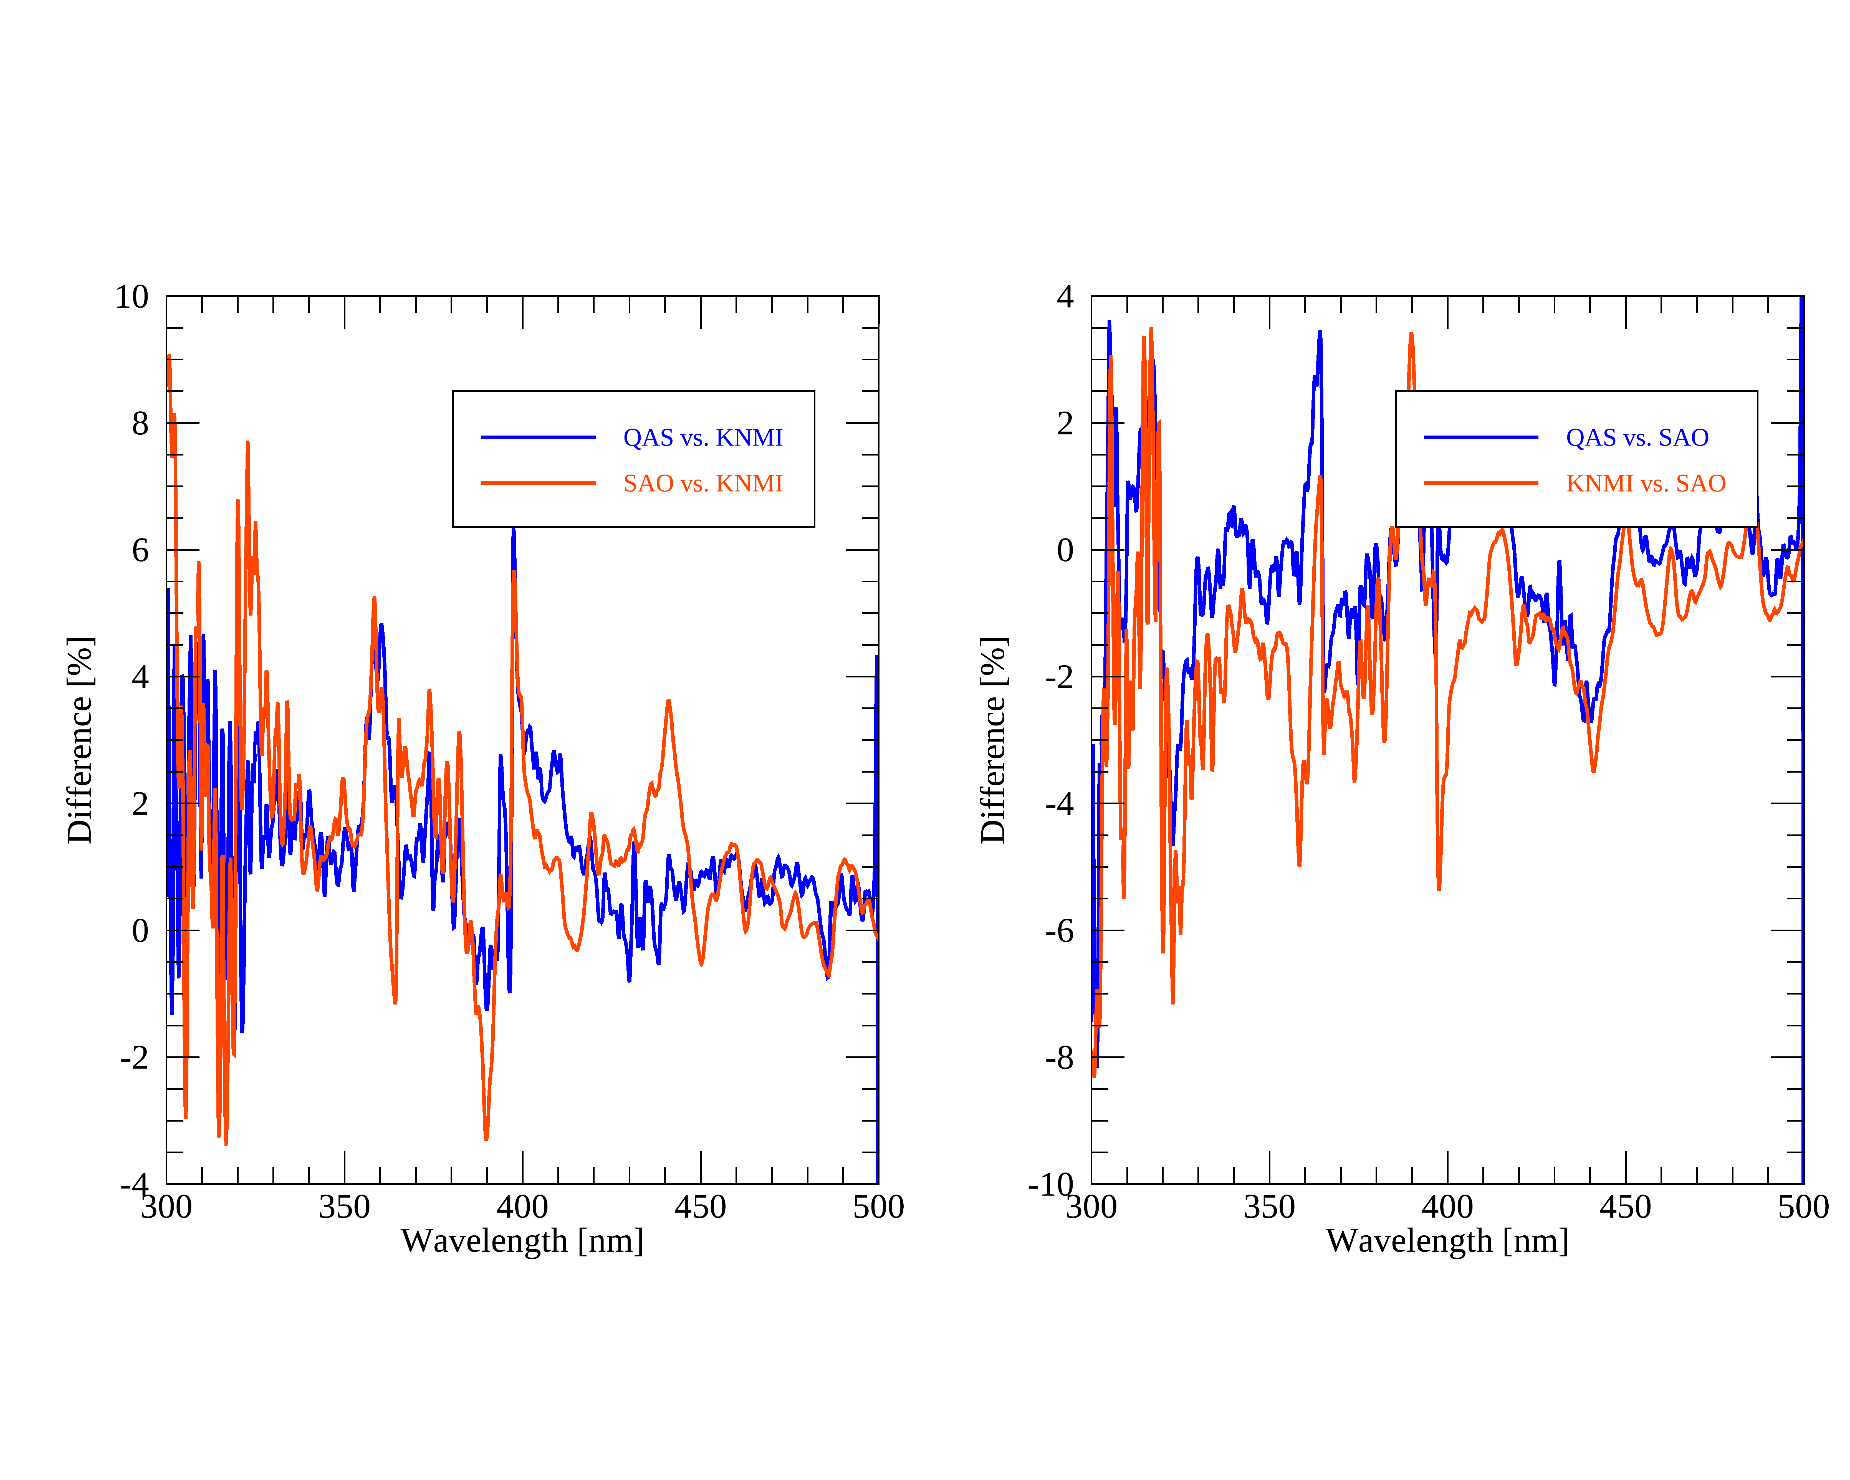 10
8
6
4
2
0
-2
-4
Difference [%]
QAS vs. KNMI
SAO vs. KNMI
300 350 400 450 500
Wavelength [nm]
4
2
0
-2
-4
-6
-8
-10
Difference [%]
QAS vs. SAO
KNMI vs. SAO
300 350 400 450 500
Wavelength [nm]